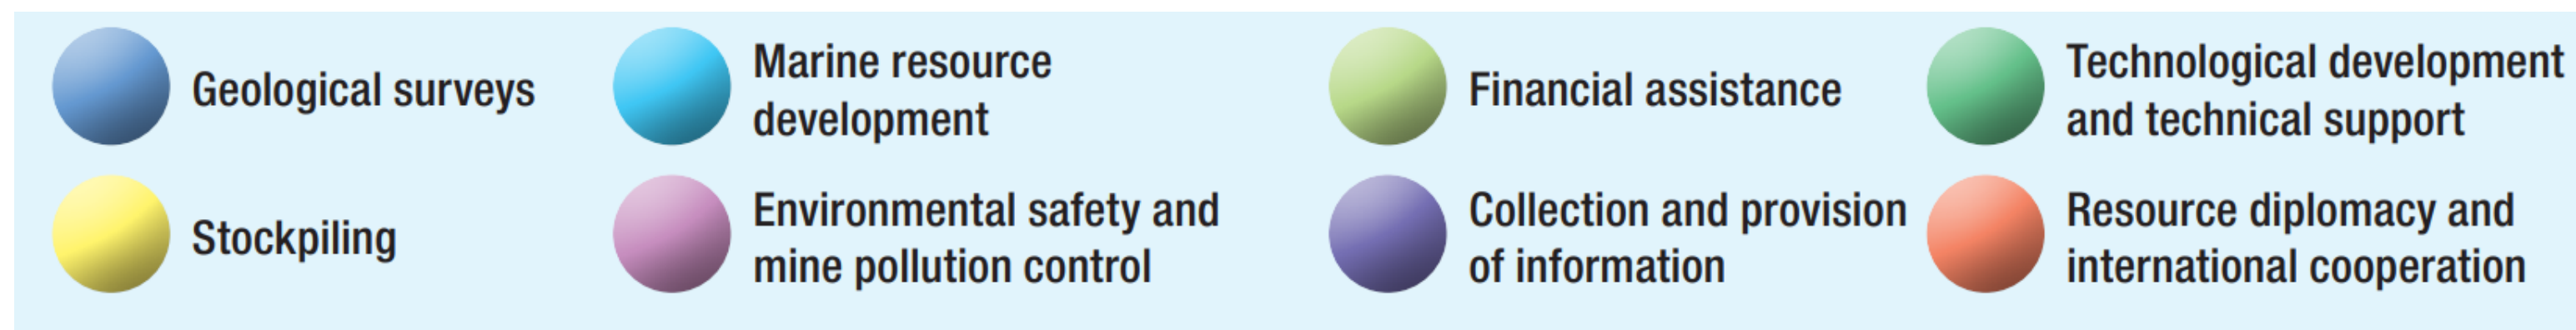 Geological surveys
Marine resource
development
Financial assistance
Technological development
and technical support
Stockpiling
Environmental safety and
mine pollution control
Collection and provision
of information
Resource diplomacy and
international cooperation